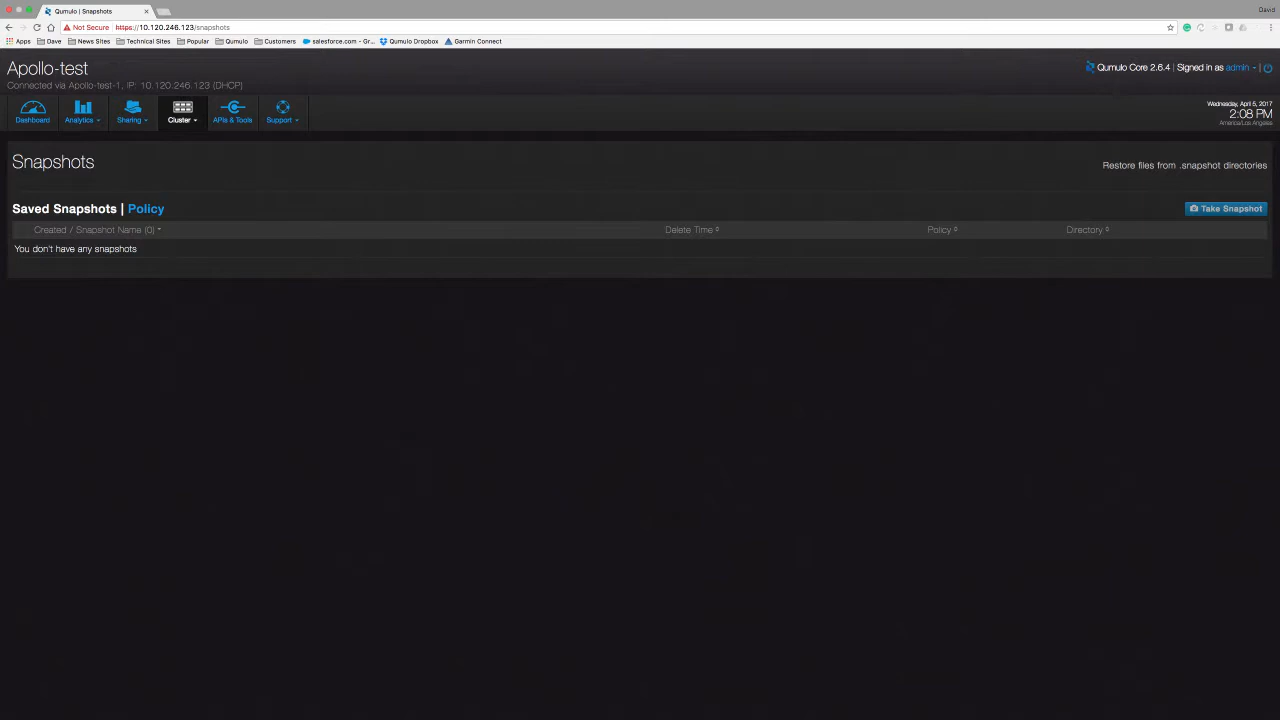 Qumulo | Snapshots
David
Not Secure https://10.120.246.123/snapshots
Apps Dave News Sites Technical Sites Popular Qumulo Customers salesforce.com - Gr... Qumulo Dropbox Garmin Connect
Apollo-test
Connected via Apollo-test-1, IP: 10.120.246.123 (DHCP)
Qumulo Core 2.6.4 | Signed in as admin
Dashboard Analytics Sharing Cluster APIs & Tools Support
Wednesday, April 5, 2017
2:08 PM
America/Los Angeles
Snapshots
Restore files from .snapshot directories
Saved Snapshots | Policy
Take Snapshot
Created / Snapshot Name (0) Delete Time Policy Directory
You don't have any snapshots